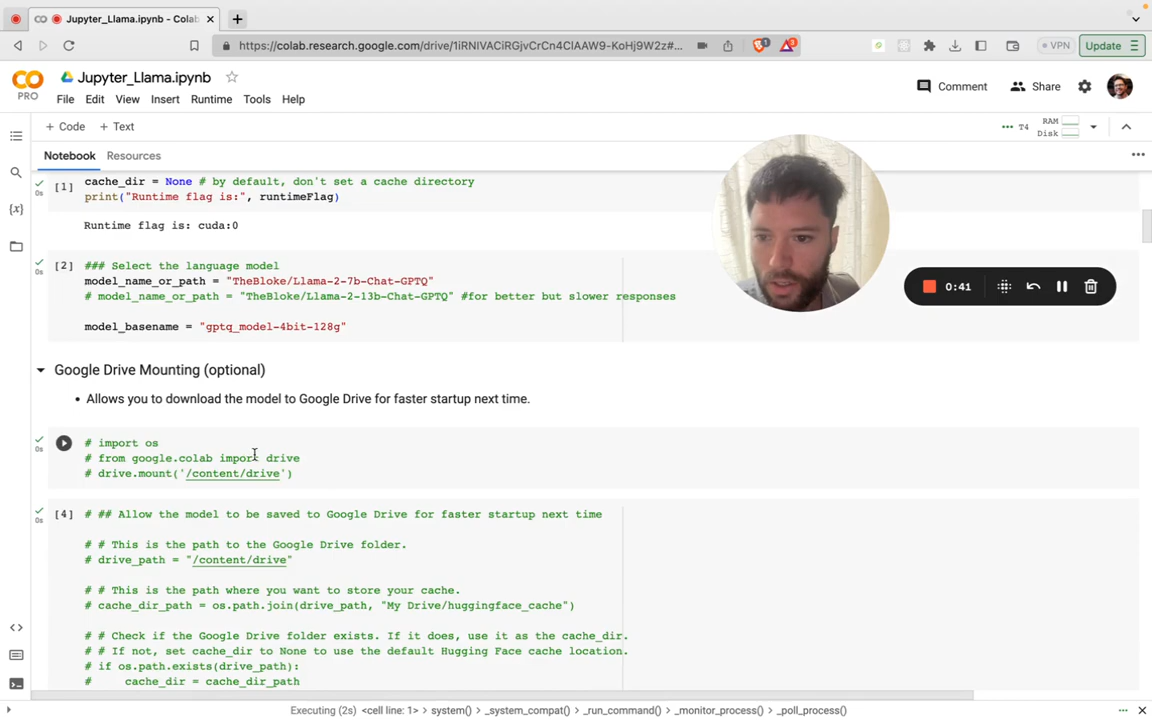 Jupyter_Llama.ipynb - Colab
https://colab.research.google.com/drive/1iRNIVACiRGjvCrCn4ClAAW9-KoHj9W2z#...
1
3
VPN
Update
PRO
Jupyter_Llama.ipynb
File Edit View Insert Runtime Tools Help
Comment
Share
+ Code + Text
T4
RAM
Disk
Notebook Resources
0s
[1]
cache_dir = None # by default, don't set a cache directory
print("Runtime flag is:", runtimeFlag)
Runtime flag is: cuda:0
0s
[2]
### Select the language model
model_name_or_path = "TheBloke/Llama-2-7b-Chat-GPTQ"
# model_name_or_path = "TheBloke/Llama-2-13b-Chat-GPTQ" #for better but slower responses
model_basename = "gptq_model-4bit-128g"
0:41
Google Drive Mounting (optional)
• Allows you to download the model to Google Drive for faster startup next time.
0s
# import os
# from google.colab import drive
# drive.mount('/content/drive')
0s
[4]
# ## Allow the model to be saved to Google Drive for faster startup next time
# # This is the path to the Google Drive folder.
# drive_path = "/content/drive"
# # This is the path where you want to store your cache.
# cache_dir_path = os.path.join(drive_path, "My Drive/huggingface_cache")
# # Check if the Google Drive folder exists. If it does, use it as the cache_dir.
# # If not, set cache_dir to None to use the default Hugging Face cache location.
# if os.path.exists(drive_path):
#     cache_dir = cache_dir_path
Executing (2s) <cell line: 1> > system() > _system_compat() > _run_command() > _monitor_process() > _poll_process()